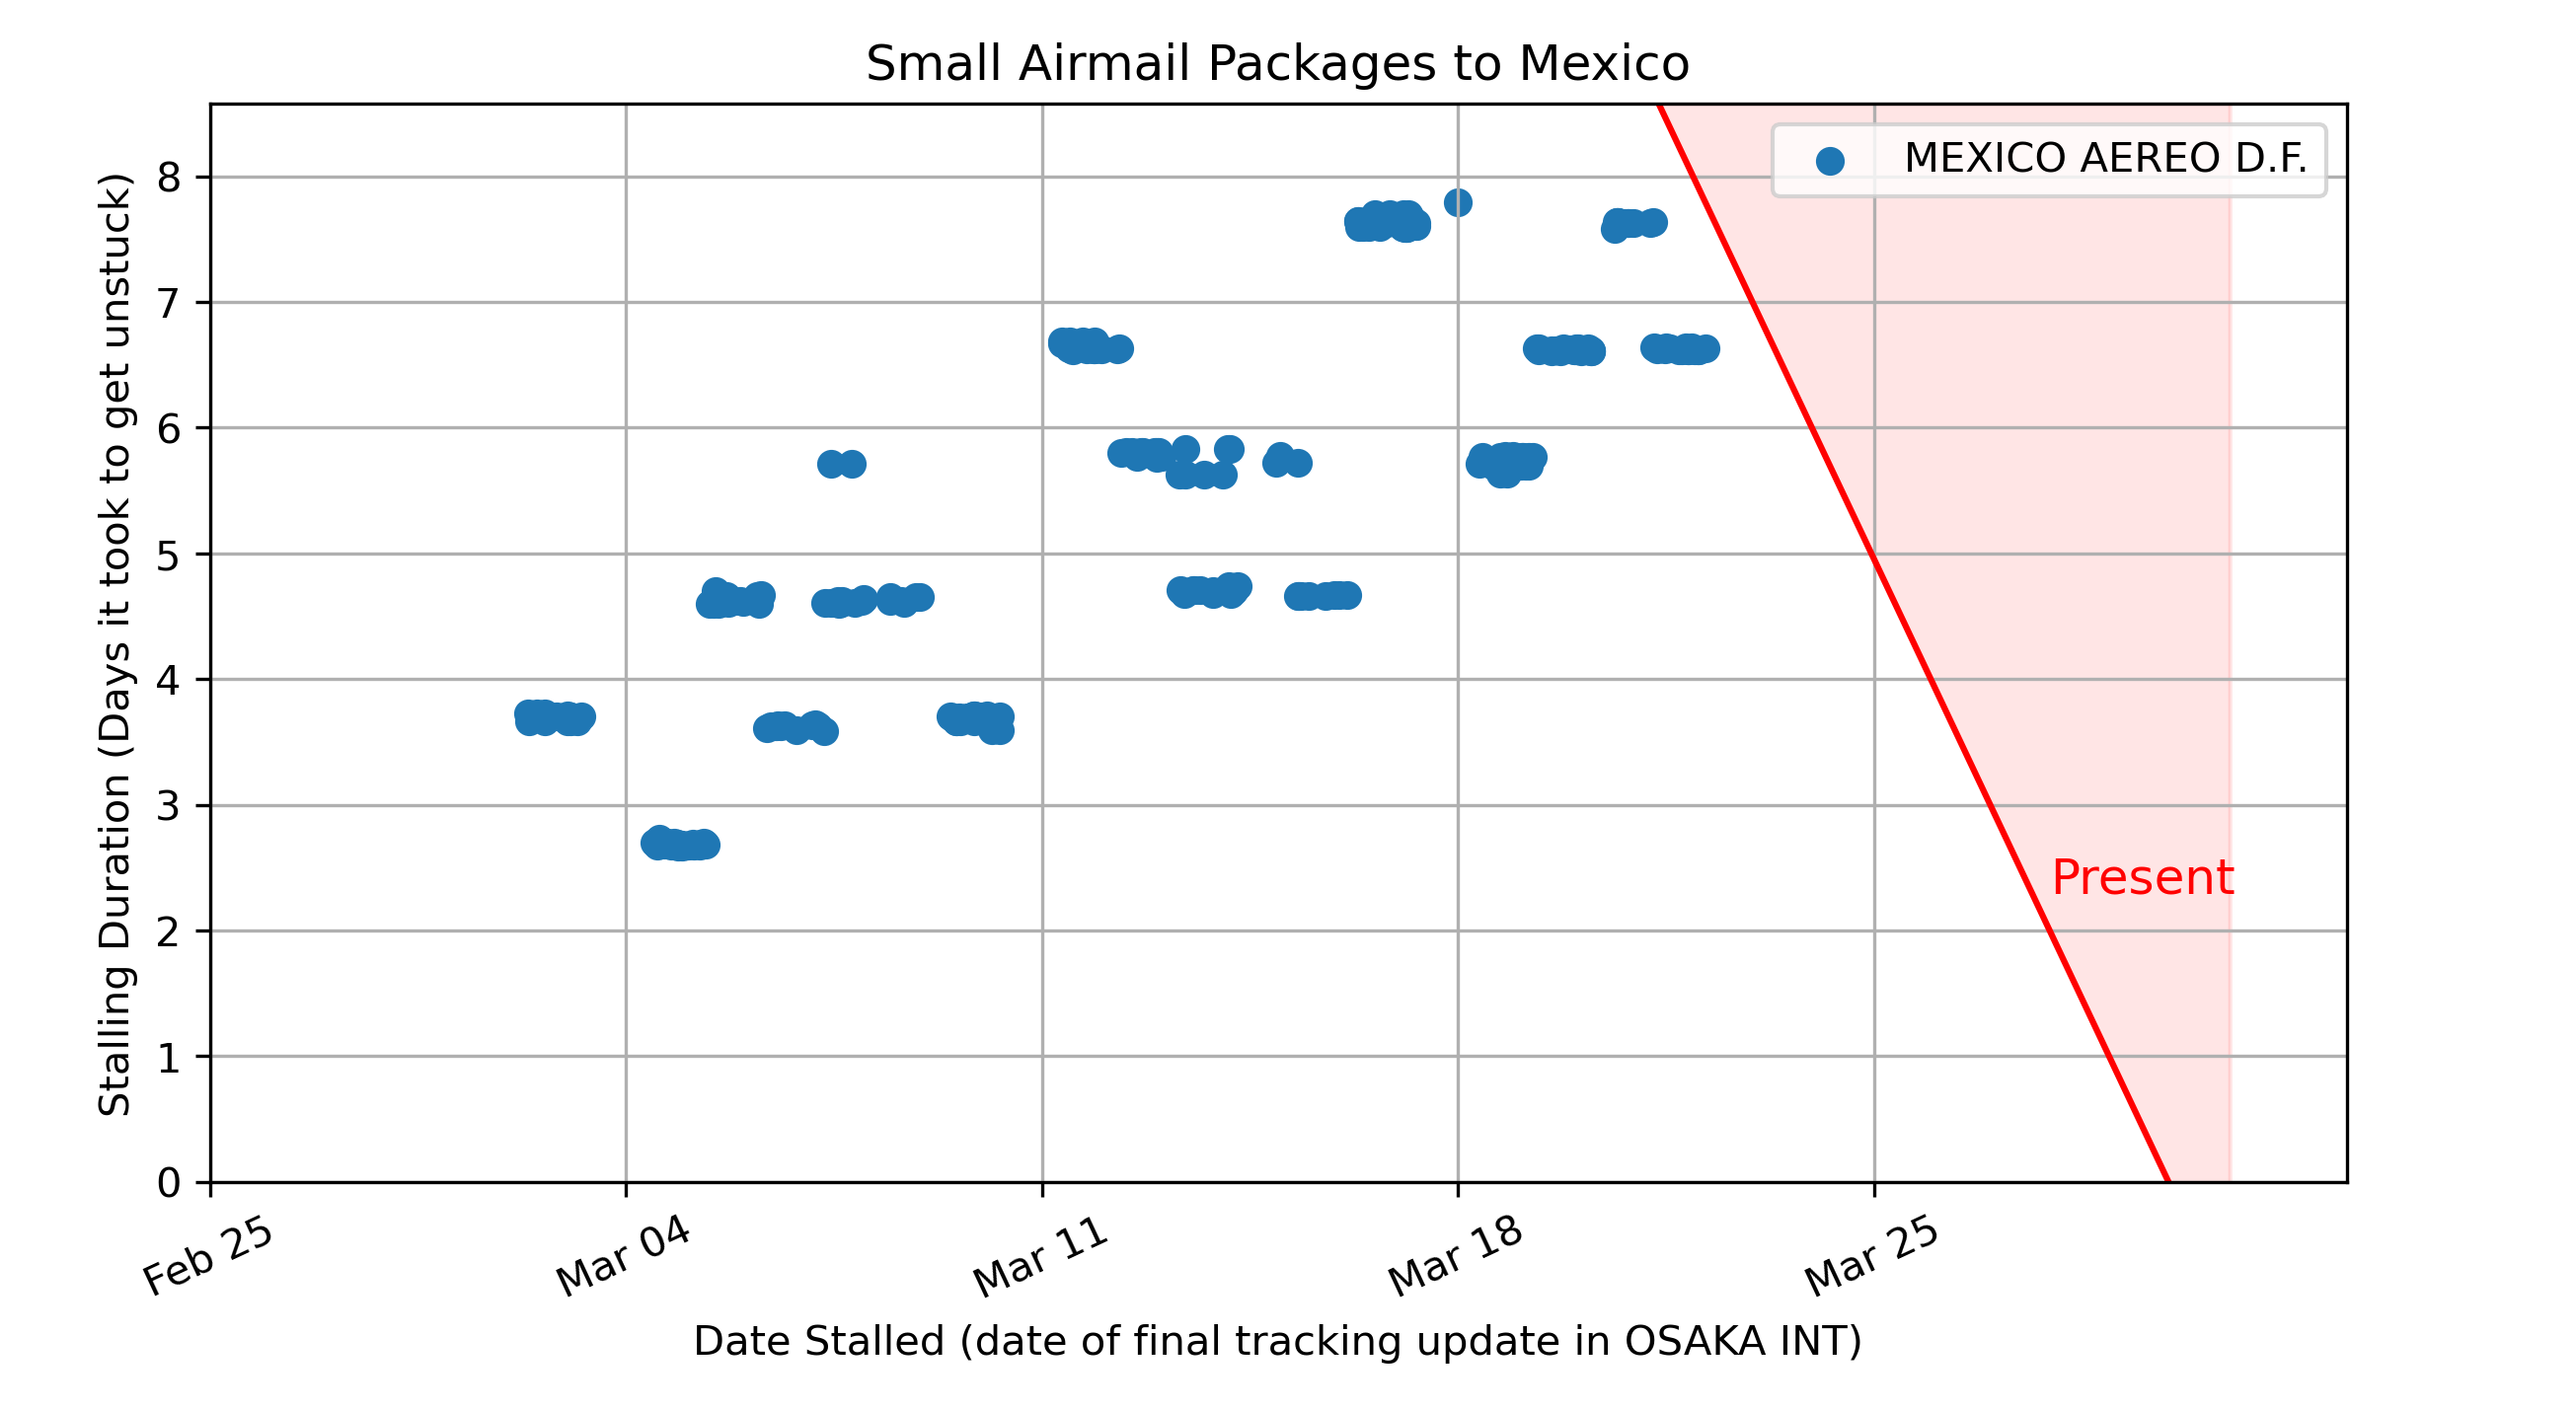 Small Airmail Packages to Mexico
MEXICO AEREO D.F.
Stalling Duration (Days it took to get unstuck)
8
7
6
5
4
3
2
1
0
Present
Feb 25
Mar 04
Mar 11
Mar 18
Mar 25
Date Stalled (date of final tracking update in OSAKA INT)